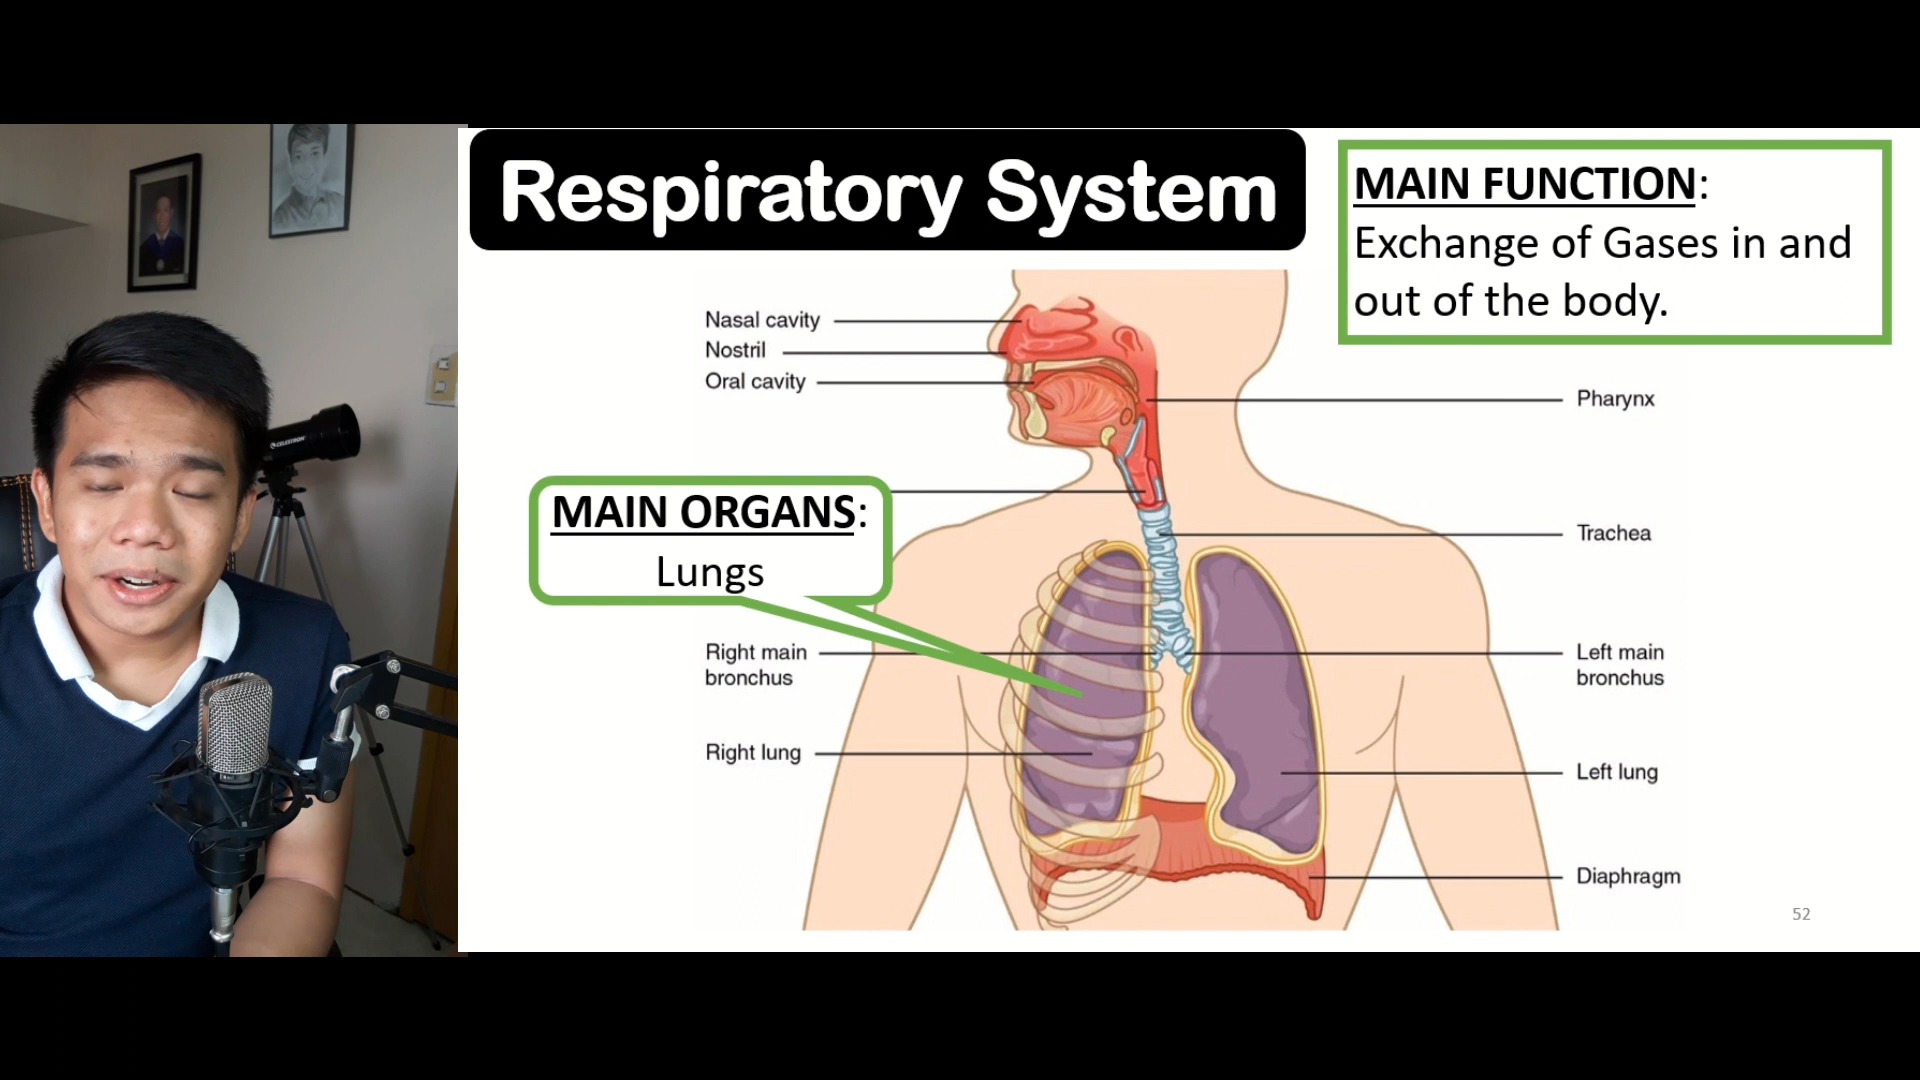 Respiratory System
MAIN FUNCTION:
Exchange of Gases in and
out of the body.
Nasal cavity
Nostril
Oral cavity
Pharynx
MAIN ORGANS:
Lungs
Trachea
Right main
bronchus
Left main
bronchus
Right lung
Left lung
Diaphragm
52
CELESTRON